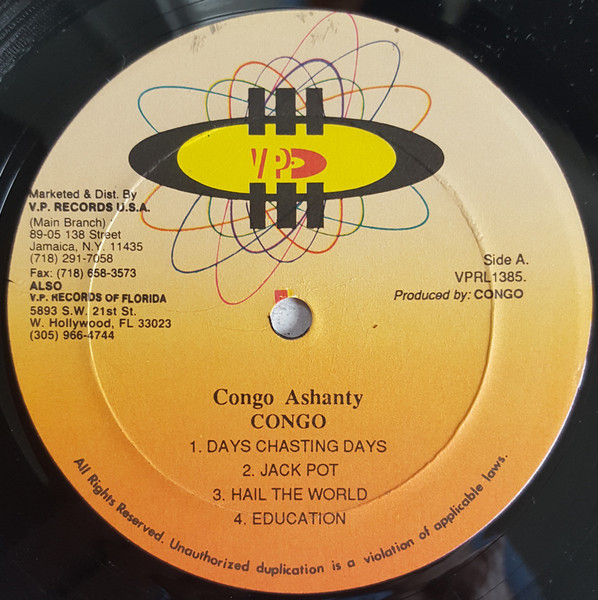 VP
Marketed & Dist. By
V.P. RECORDS U.S.A.
(Main Branch)
89-05 138 Street
Jamaica, N.Y. 11435
(718) 291-7058
Fax: (718) 658-3573
ALSO
V.P. RECORDS OF FLORIDA
5893 S.W. 21st St.
W. Hollywood, FL 33023
(305) 966-4744
Side A.
VPRL1385.
Produced by: CONGO
Congo Ashanty
CONGO
1. DAYS CHASTING DAYS
2. JACK POT
3. HAIL THE WORLD
4. EDUCATION
All Rights Reserved. Unauthorized duplication is a violation of applicable laws.